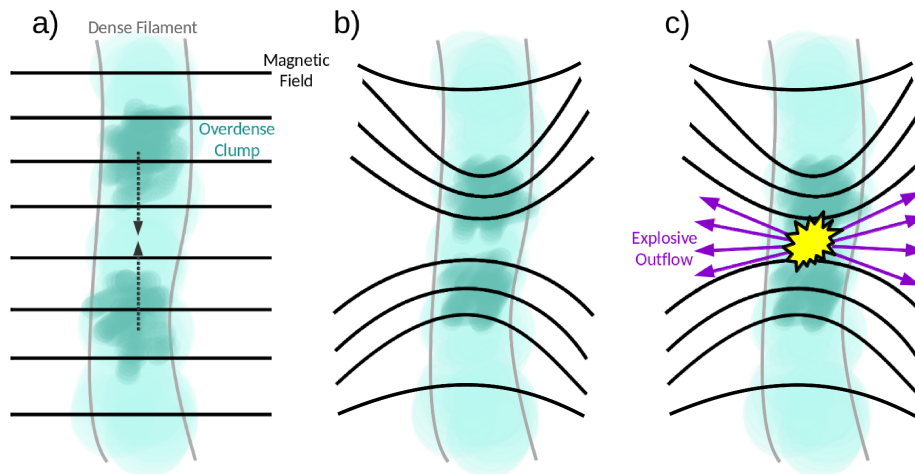 a)
Dense Filament
Magnetic
Field
Overdense
Clump
b)
c)
Explosive
Outflow